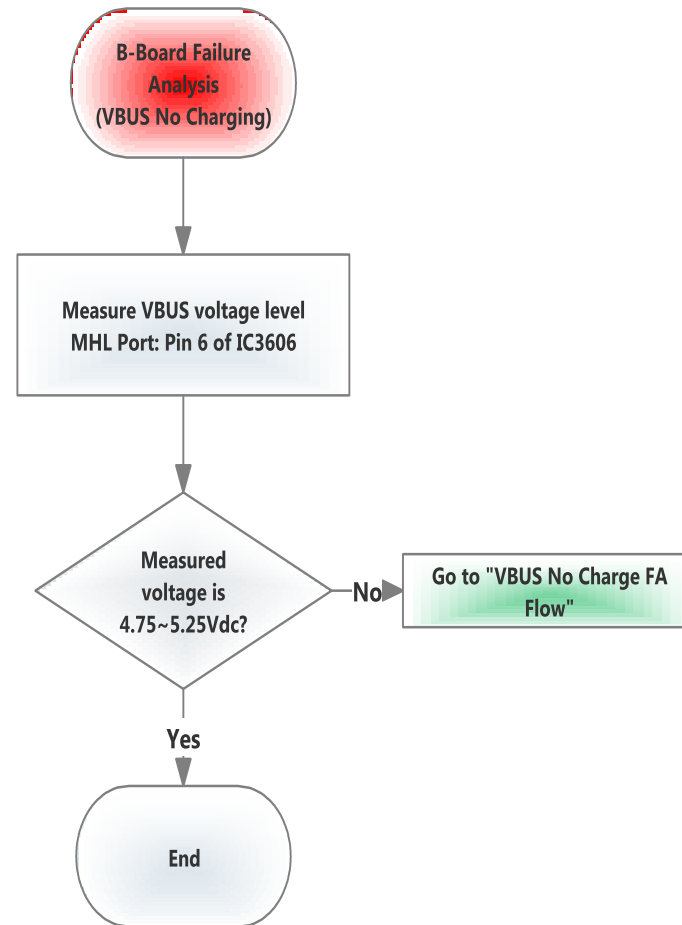 B-Board Failure
Analysis
(VBUS No Charging)
Measure VBUS voltage level
MHL Port: Pin 6 of IC3606
Measured
voltage is
4.75~5.25Vdc?
No
Go to "VBUS No Charge FA
Flow"
Yes
End